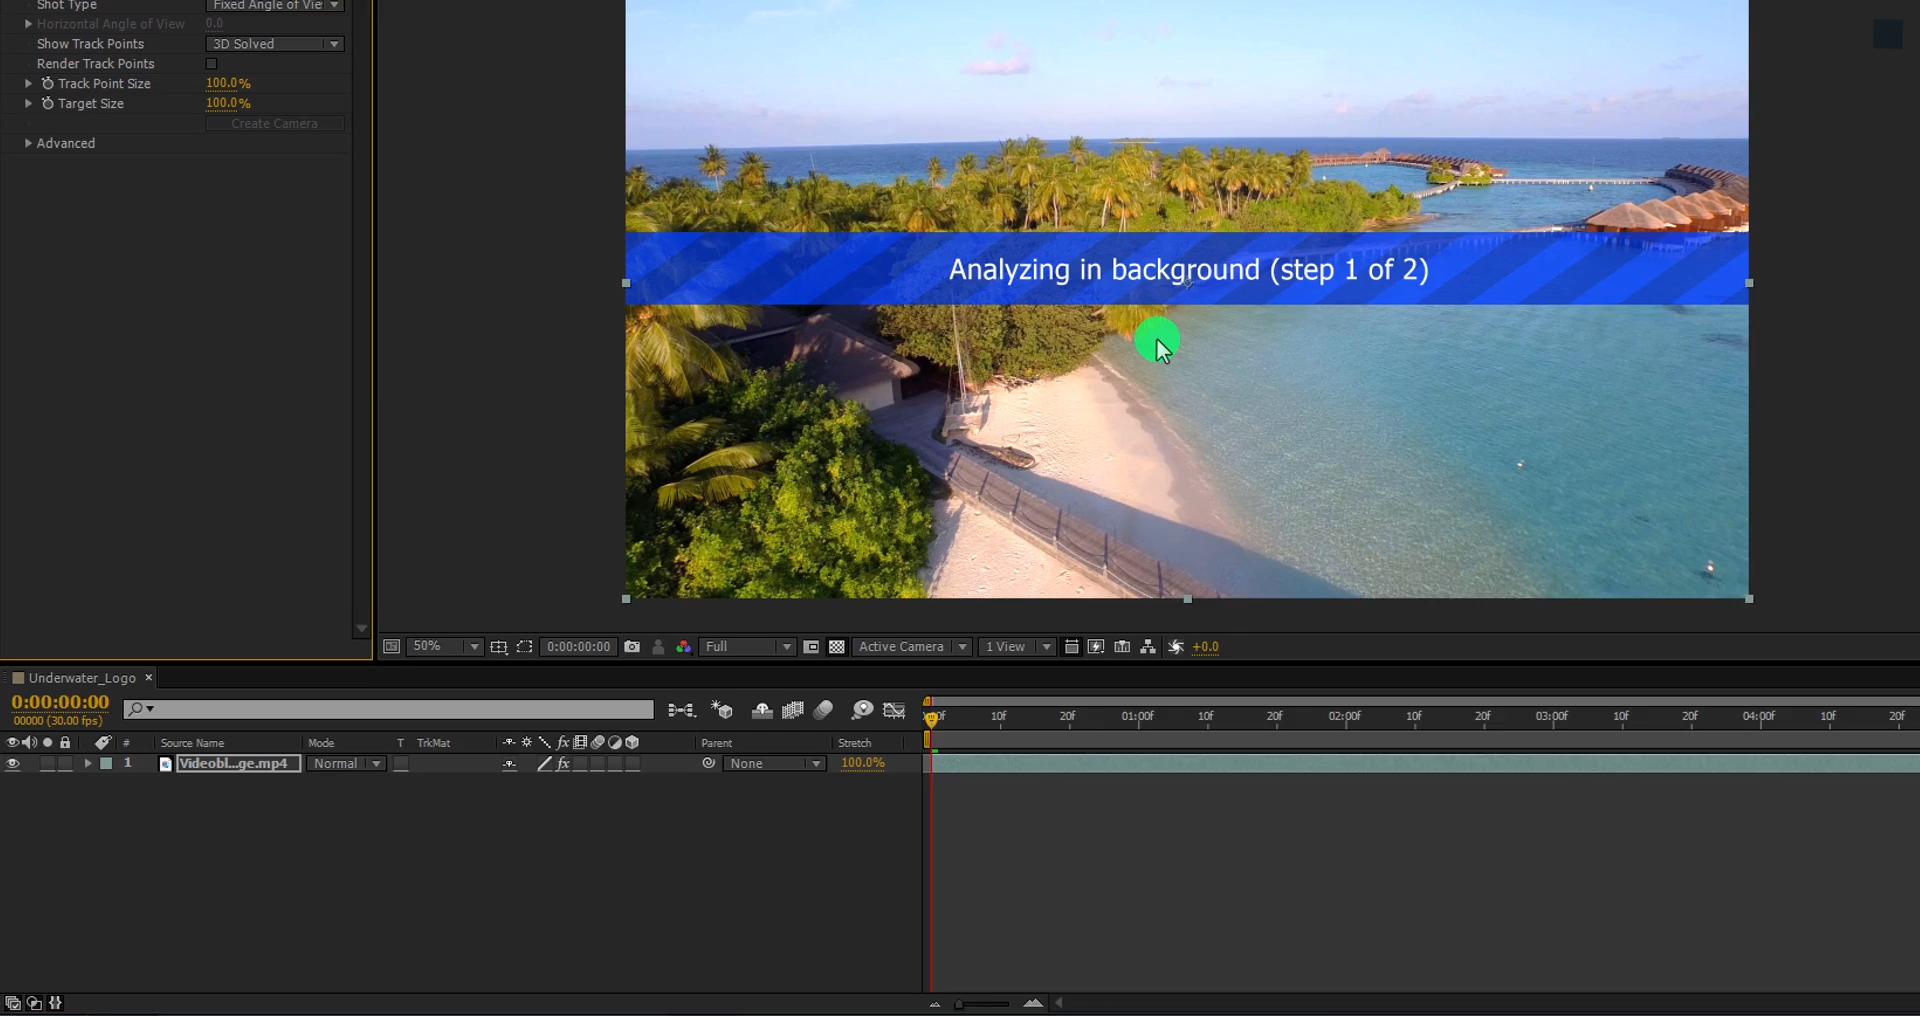 Shot Type Fixed Angle of Vie
Horizontal Angle of View 0.0
Show Track Points 3D Solved
Render Track Points
Track Point Size 100.0%
Target Size 100.0%
Create Camera
Advanced
Analyzing in background (step 1 of 2)
50% 0:00:00:00 Full Active Camera 1 View +0.0
Underwater_Logo ×
0:00:00:00
00000 (30.00 fps)
10f 20f 01:00f 10f 20f 02:00f 10f 20f 03:00f 10f 20f 04:00f 10f 20f
# Source Name Mode T TrkMat fx Parent Stretch
1 Videobl...ge.mp4 Normal fx None 100.0%